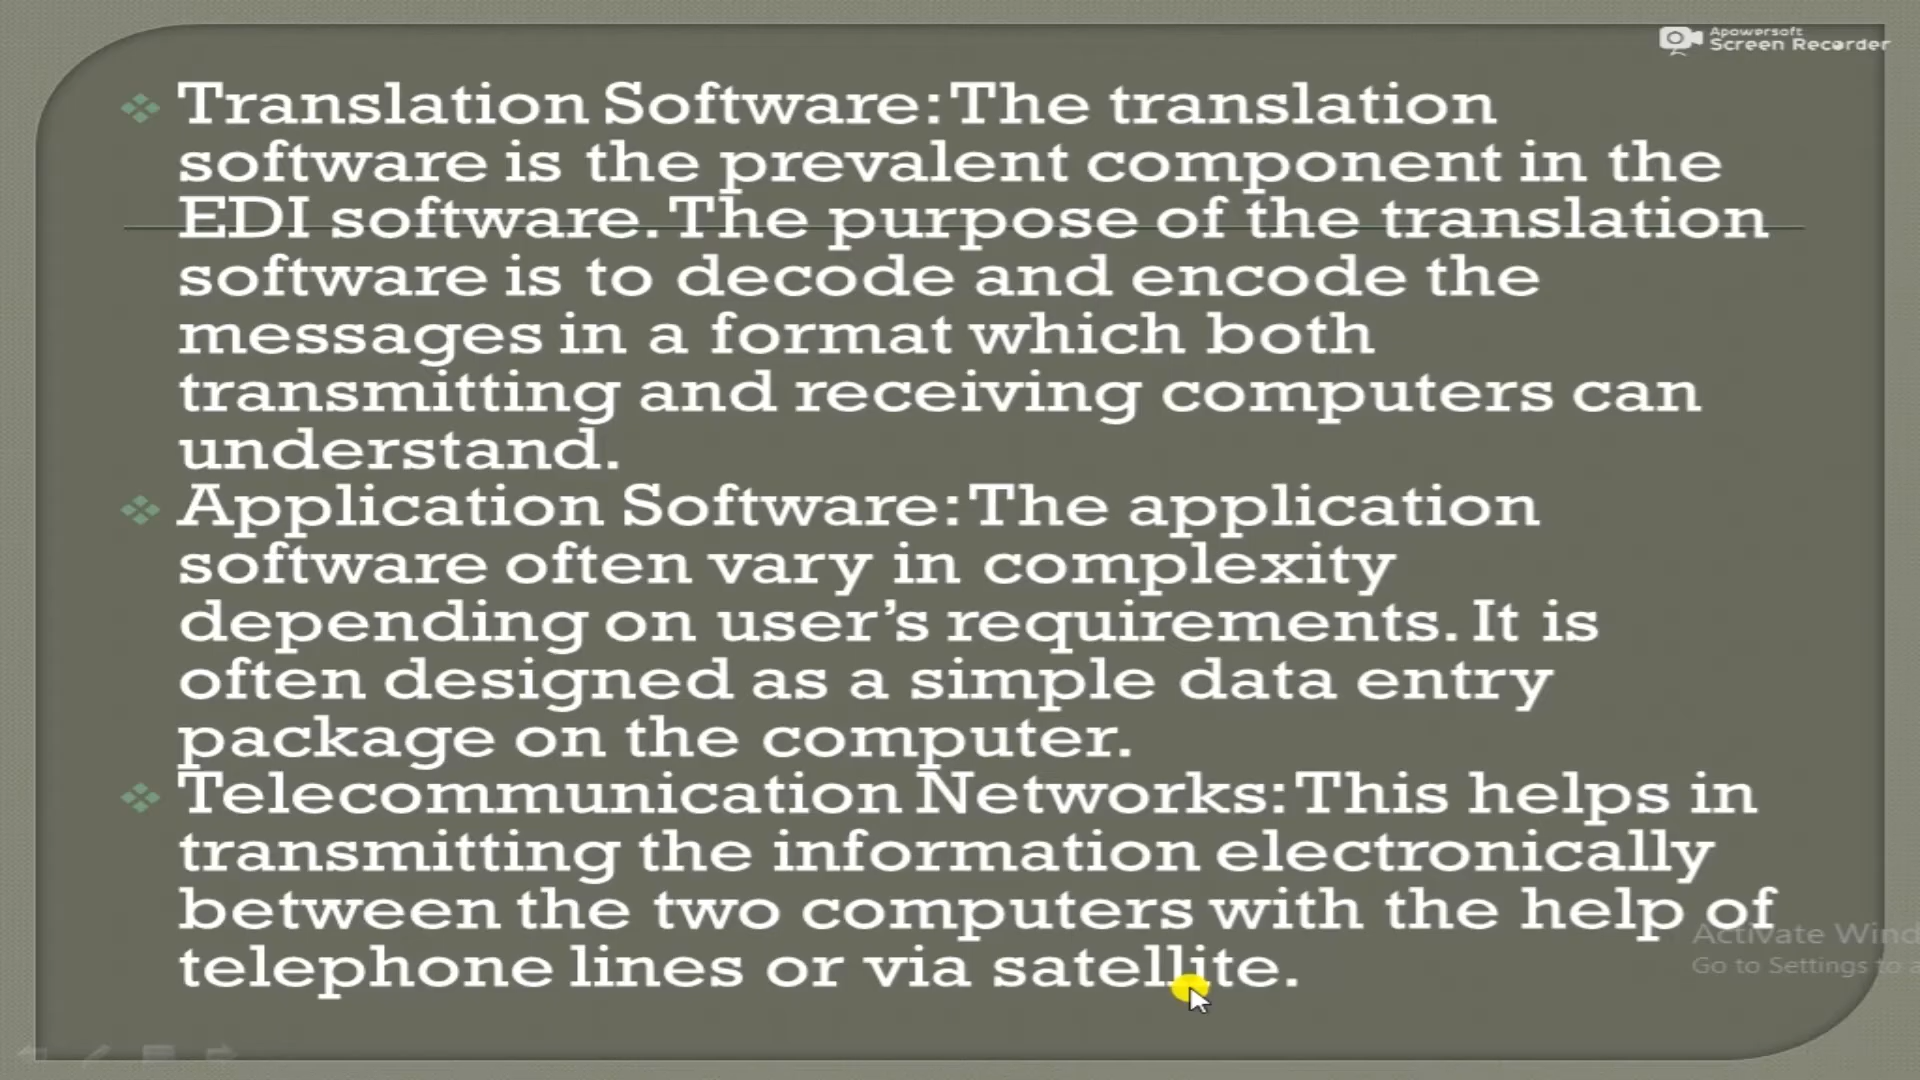 Apowersoft
Screen Recorder
Translation Software: The translation
software is the prevalent component in the
EDI software. The purpose of the translation
software is to decode and encode the
messages in a format which both
transmitting and receiving computers can
understand.
Application Software: The application
software often vary in complexity
depending on user’s requirements. It is
often designed as a simple data entry
package on the computer.
Telecommunication Networks: This helps in
transmitting the information electronically
between the two computers with the help of
telephone lines or via satellite.
Activate Wind
Go to Settings to a